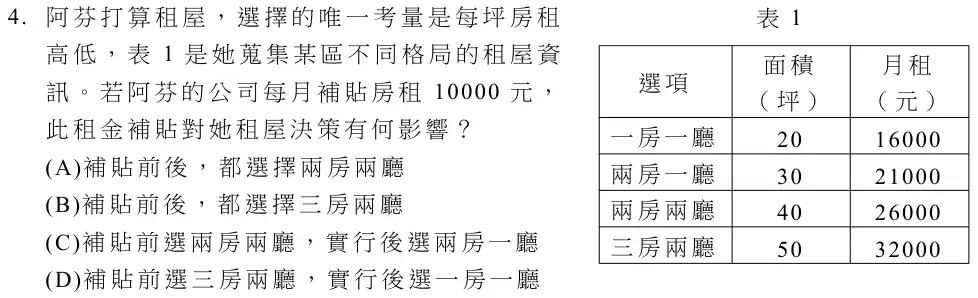 4. 阿芬打算租屋，選擇的唯一考量是每坪房租
高低，表 1 是她蒐集某區不同格局的租屋資
訊。若阿芬的公司每月補貼房租 10000 元，
此租金補貼對她租屋決策有何影響？
(A)補貼前後，都選擇兩房兩廳
(B)補貼前後，都選擇三房兩廳
(C)補貼前選兩房兩廳，實行後選兩房一廳
(D)補貼前選三房兩廳，實行後選一房一廳
表 1
選項 面積（坪） 月租（元）
一房一廳 20 16000
兩房一廳 30 21000
兩房兩廳 40 26000
三房兩廳 50 32000